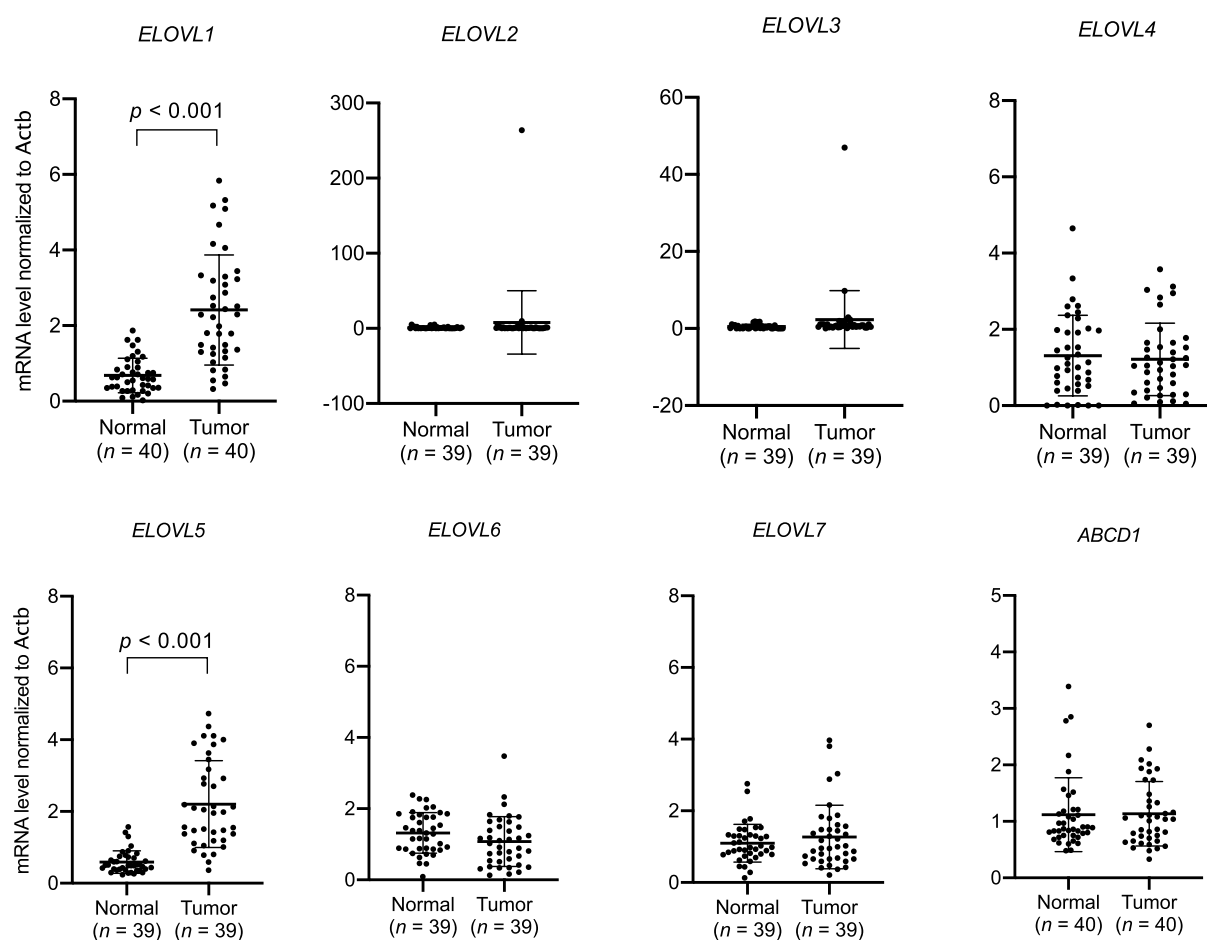 ELOVL1
ELOVL2
ELOVL3
ELOVL4
mRNA level normalized to Actb
8
6
4
2
0
p < 0.001
Normal
(n = 40)
Tumor
(n = 40)
300
200
100
0
-100
Normal
(n = 39)
Tumor
(n = 39)
60
40
20
0
-20
Normal
(n = 39)
Tumor
(n = 39)
8
6
4
2
0
Normal
(n = 39)
Tumor
(n = 39)
ELOVL5
ELOVL6
ELOVL7
ABCD1
mRNA level normalized to Actb
8
6
4
2
0
p < 0.001
Normal
(n = 39)
Tumor
(n = 39)
8
6
4
2
0
Normal
(n = 39)
Tumor
(n = 39)
8
6
4
2
0
Normal
(n = 39)
Tumor
(n = 39)
5
4
3
2
1
0
Normal
(n = 40)
Tumor
(n = 40)